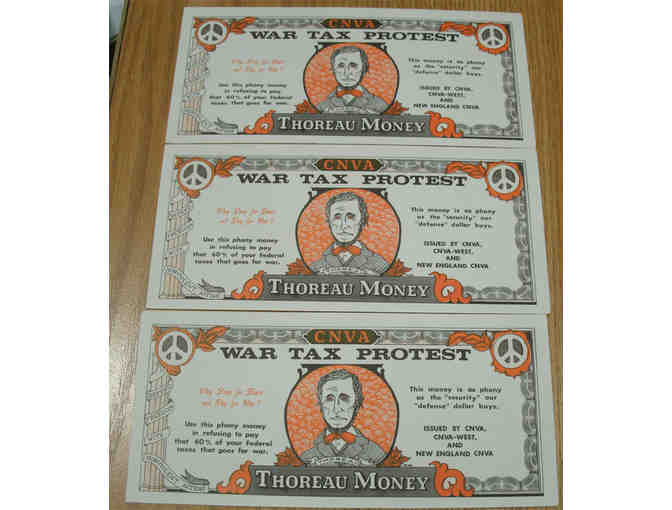 CNVA
WAR TAX PROTEST
Why Pray for Peace
and Pay for War?
Use this phony money
in refusing to pay
that 60% of your federal
taxes that goes for war.
This money is as phony
as the "security" our
"defense" dollar buys.
ISSUED BY CNVA,
CNVA-WEST,
AND
NEW ENGLAND CNVA
THOREAU
THOREAU MONEY
CNVA
WAR TAX PROTEST
Why Pray for Peace
and Pay for War?
Use this phony money
in refusing to pay
that 60% of your federal
taxes that goes for war.
This money is as phony
as the "security" our
"defense" dollar buys.
ISSUED BY CNVA,
CNVA-WEST,
AND
NEW ENGLAND CNVA
THOREAU
THOREAU MONEY
CNVA
WAR TAX PROTEST
Why Pray for Peace
and Pay for War?
Use this phony money
in refusing to pay
that 60% of your federal
taxes that goes for war.
This money is as phony
as the "security" our
"defense" dollar buys.
ISSUED BY CNVA,
CNVA-WEST,
AND
NEW ENGLAND CNVA
THOREAU
THOREAU MONEY